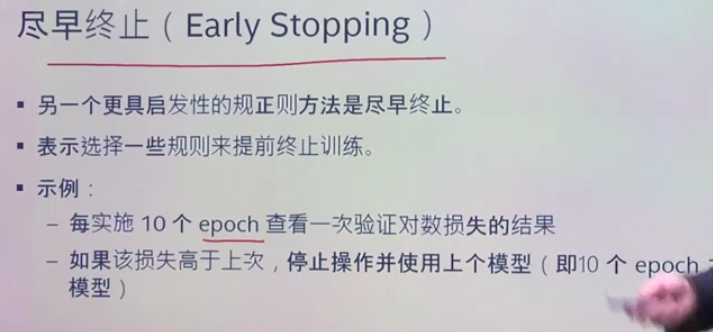 尽早终止（Early Stopping）
▪ 另一个更具启发性的规正则方法是尽早终止。
▪ 表示选择一些规则来提前终止训练。
▪ 示例：
– 每实施 10 个 epoch 查看一次验证对数损失的结果
– 如果该损失高于上次，停止操作并使用上个模型（即10 个 epoch
模型）